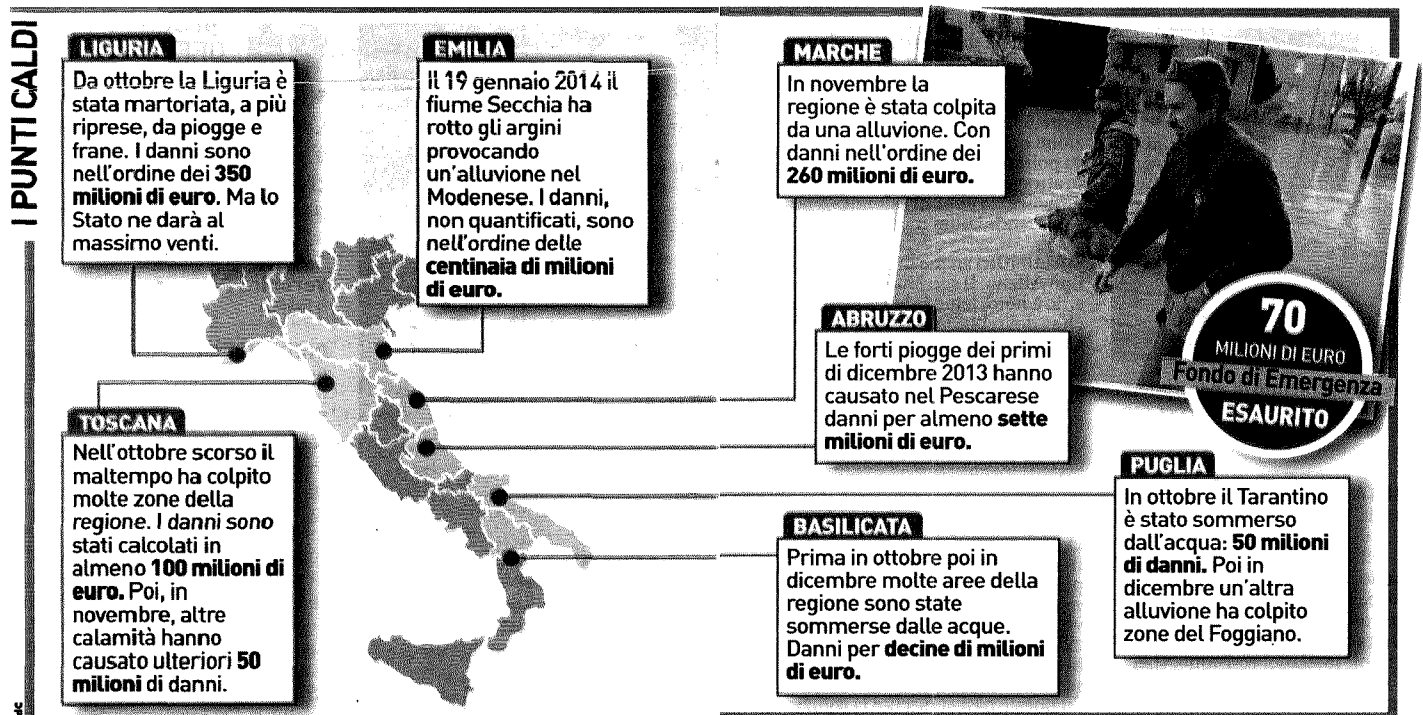 I PUNTI CALDI
LIGURIA
Da ottobre la Liguria è
stata martoriata, a più
riprese, da piogge e
frane. I danni sono
nell'ordine dei 350
milioni di euro. Ma lo
Stato ne darà al
massimo venti.
EMILIA
Il 19 gennaio 2014 il
fiume Secchia ha
rotto gli argini
provocando
un'alluvione nel
Modenese. I danni,
non quantificati, sono
nell'ordine delle
centinaia di milioni
di euro.
MARCHE
In novembre la
regione è stata colpita
da una alluvione. Con
danni nell'ordine dei
260 milioni di euro.
70
MILIONI DI EURO
Fondo di Emergenza
ESAURITO
ABRUZZO
Le forti piogge dei primi
di dicembre 2013 hanno
causato nel Pescarese
danni per almeno sette
milioni di euro.
TOSCANA
Nell'ottobre scorso il
maltempo ha colpito
molte zone della
regione. I danni sono
stati calcolati in
almeno 100 milioni di
euro. Poi, in
novembre, altre
calamità hanno
causato ulteriori 50
milioni di danni.
BASILICATA
Prima in ottobre poi in
dicembre molte aree della
regione sono state
sommerse dalle acque.
Danni per decine di milioni
di euro.
PUGLIA
In ottobre il Tarantino
è stato sommerso
dall'acqua: 50 milioni
di danni. Poi in
dicembre un'altra
alluvione ha colpito
zone del Foggiano.
dc